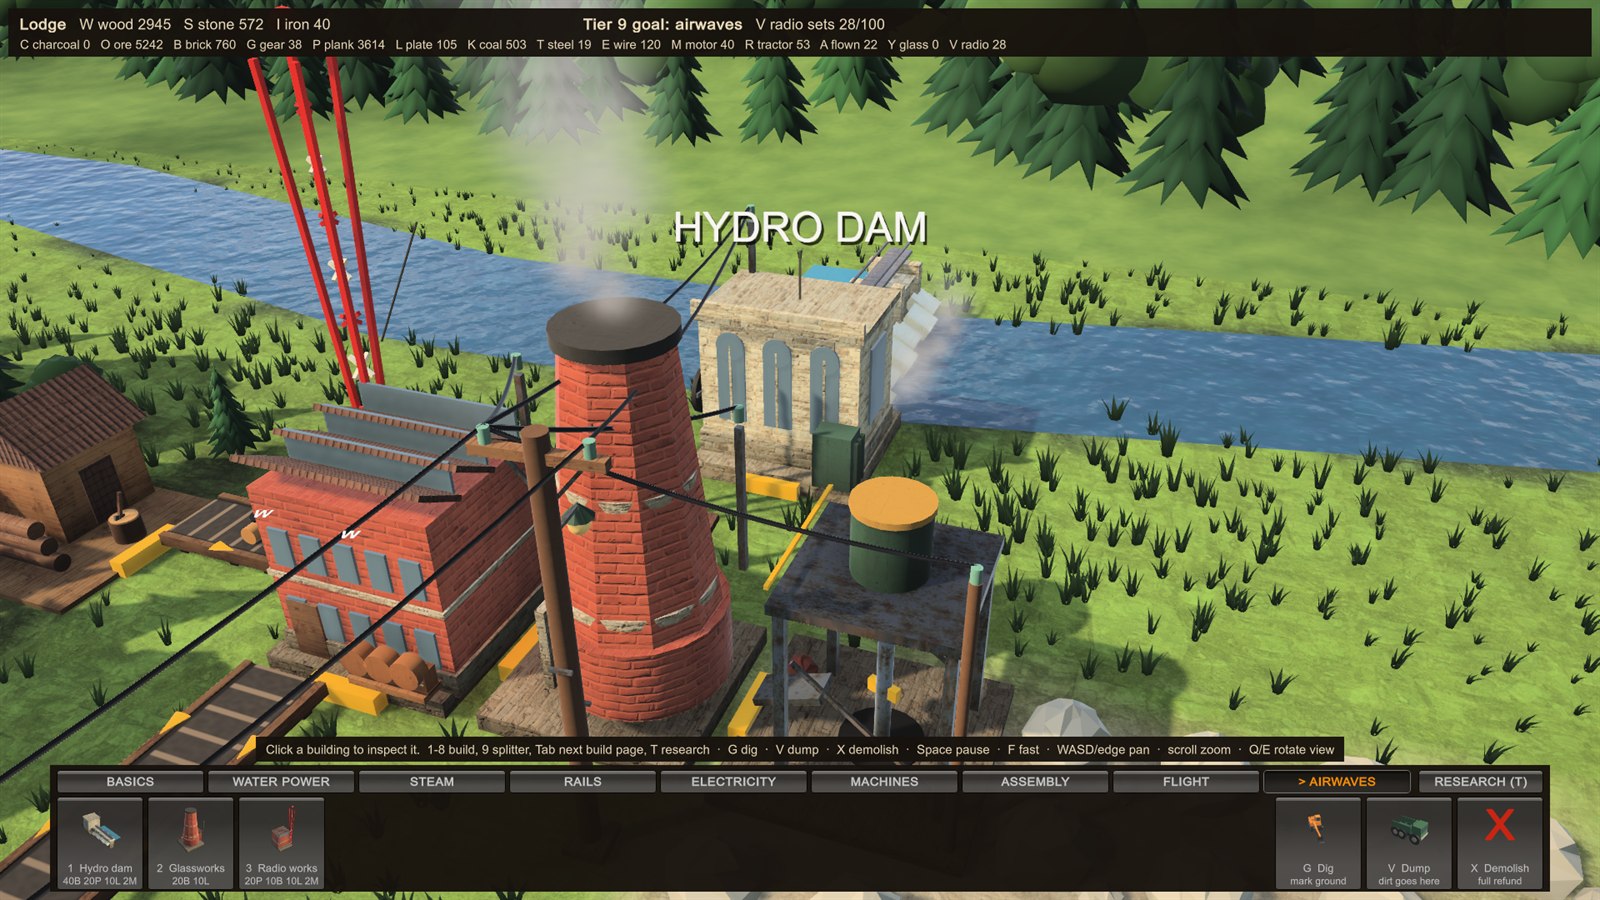 Lodge W wood 2945 S stone 572 I iron 40
Tier 9 goal: airwaves V radio sets 28/100
C charcoal 0 O ore 5242 B brick 760 G gear 38 P plank 3614 L plate 105 K coal 503 T steel 19 E wire 120 M motor 40 R tractor 53 A flown 22 Y glass 0 V radio 28
HYDRO DAM
W
W
Click a building to inspect it. 1-8 build, 9 splitter, Tab next build page, T research · G dig · V dump · X demolish · Space pause · F fast · WASD/edge pan · scroll zoom · Q/E rotate view
BASICS
WATER POWER
STEAM
RAILS
ELECTRICITY
MACHINES
ASSEMBLY
FLIGHT
> AIRWAVES
RESEARCH (T)
1 Hydro dam
40B 20P 10L 2M
2 Glassworks
20B 10L
3 Radio works
20P 10B 10L 2M
G Dig
mark ground
V Dump
dirt goes here
X Demolish
full refund